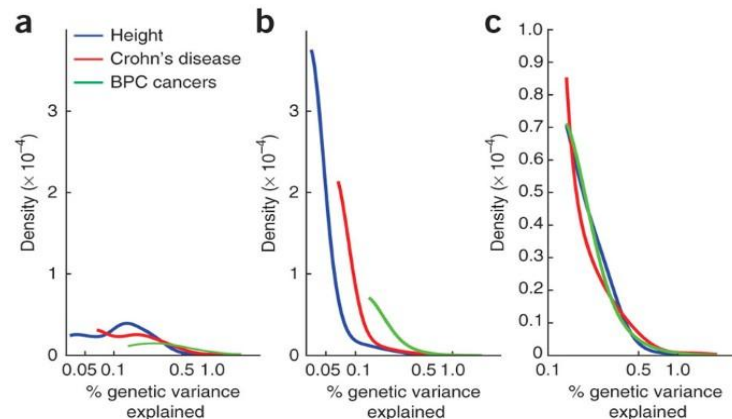 a
Height
Crohn's disease
BPC cancers
3
2
1
0
Density (× 10⁻⁴)
0.05 0.1 0.5 1.0
% genetic variance
explained
b
3
2
1
0
Density (× 10⁻⁴)
0.05 0.1 0.5 1.0
% genetic variance
explained
c
1.0
0.9
0.8
0.7
0.6
0.5
0.4
0.3
0.2
0.1
0
Density (× 10⁻⁴)
0.1 0.5 1.0
% genetic variance
explained